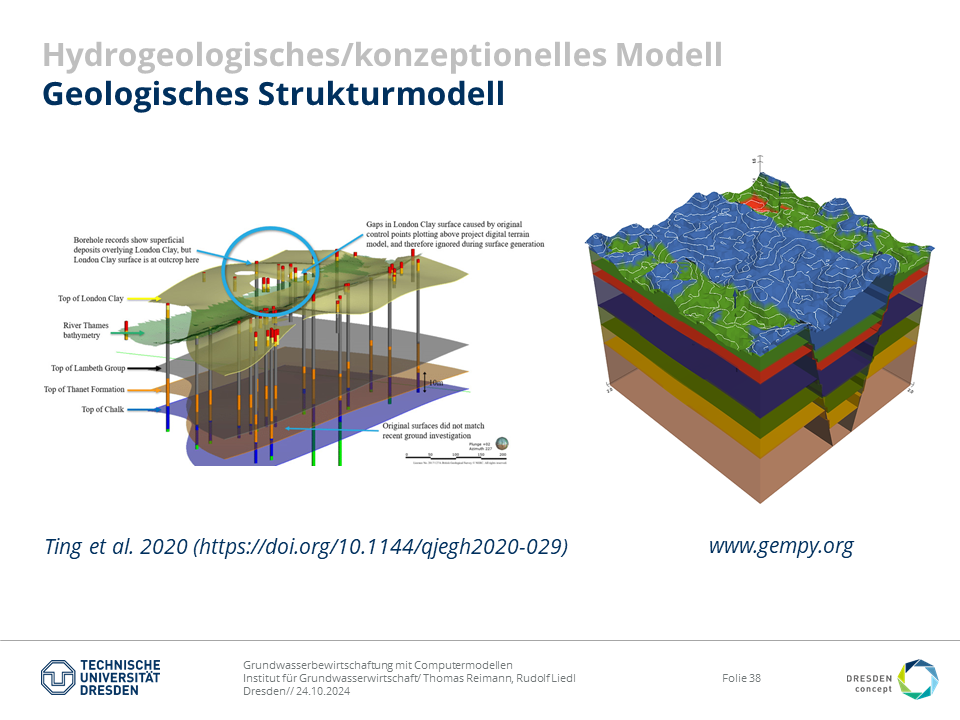 Hydrogeologisches/konzeptionelles Modell
Geologisches Strukturmodell
Borehole records show superficial
deposits overlying London Clay, but
London Clay surface is at outcrop here
Gaps in London Clay surface caused by original
control points plotting above project digital terrain
model, and therefore ignored during surface generation
Top of London Clay
River Thames
bathymetry
Top of Lambeth Group
Top of Thanet Formation
Top of Chalk
10m
Original surfaces did not match
recent ground investigation
Plunge +02
Azimuth 227
Ting et al. 2020 (https://doi.org/10.1144/qjegh2020-029)
www.gempy.org
TECHNISCHE
UNIVERSITÄT
DRESDEN
Grundwasserbewirtschaftung mit Computermodellen
Institut für Grundwasserwirtschaft/ Thomas Reimann, Rudolf Liedl
Dresden// 24.10.2024
Folie 38
DRESDEN
concept